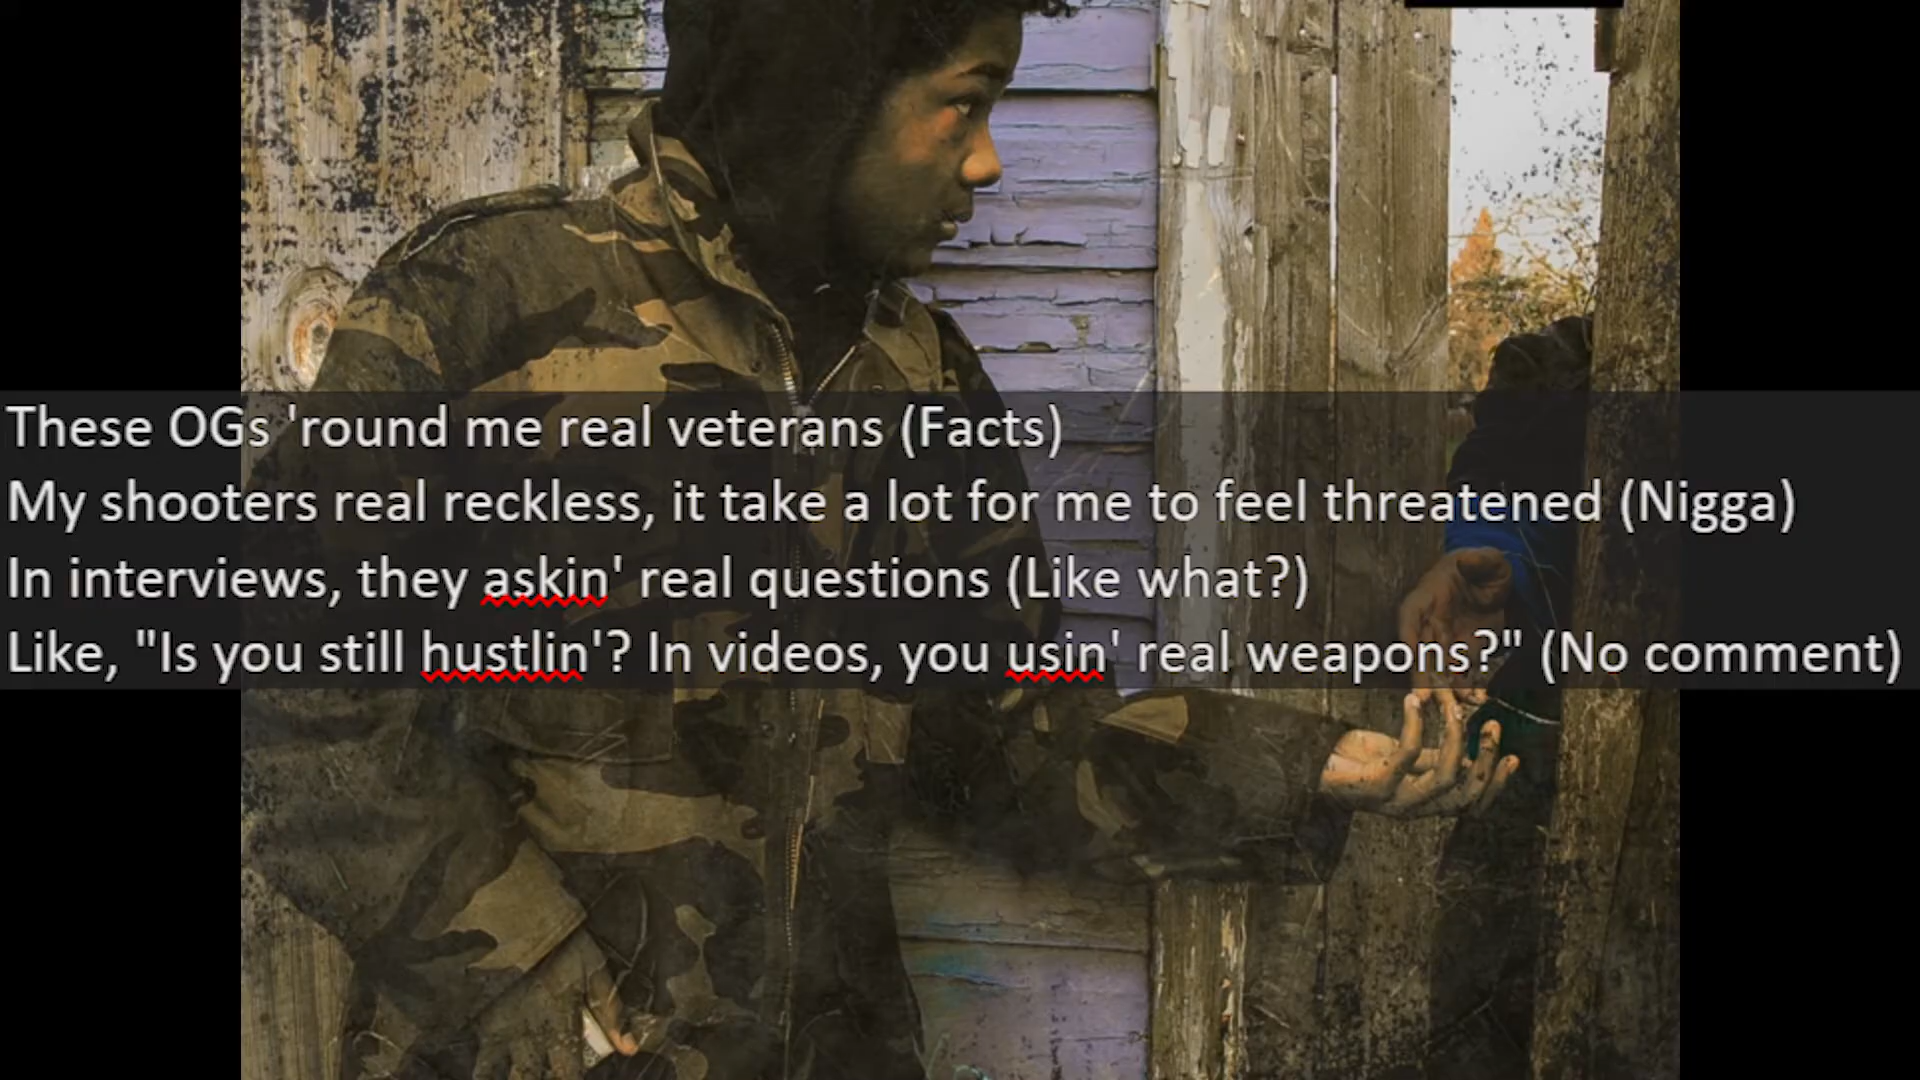 These OGs 'round me real veterans (Facts)
My shooters real reckless, it take a lot for me to feel threatened (Nigga)
In interviews, they askin' real questions (Like what?)
Like, "Is you still hustlin'? In videos, you usin' real weapons?" (No comment)